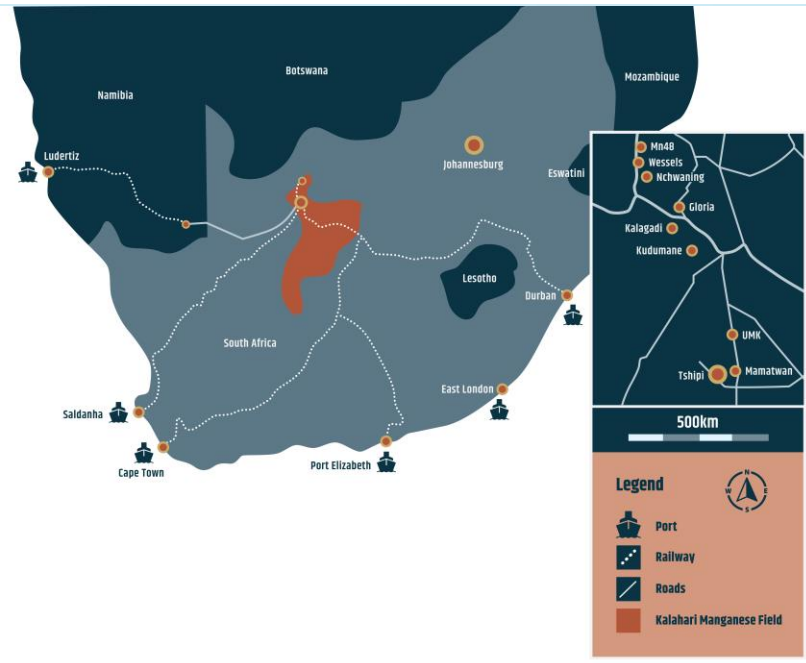 Botswana
Mozambique
Namibia
Mn48
Wessels
Ludertiz
Johannesburg
Eswatini
Nchwaning
Gloria
Kalagadi
Kudumane
Lesotho
Durban
South Africa
UMK
Tshipi
Mamatwan
East London
Saldanha
500km
Cape Town
Port Elizabeth
Legend
N
W
E
S
Port
Railway
Roads
Kalahari Manganese Field